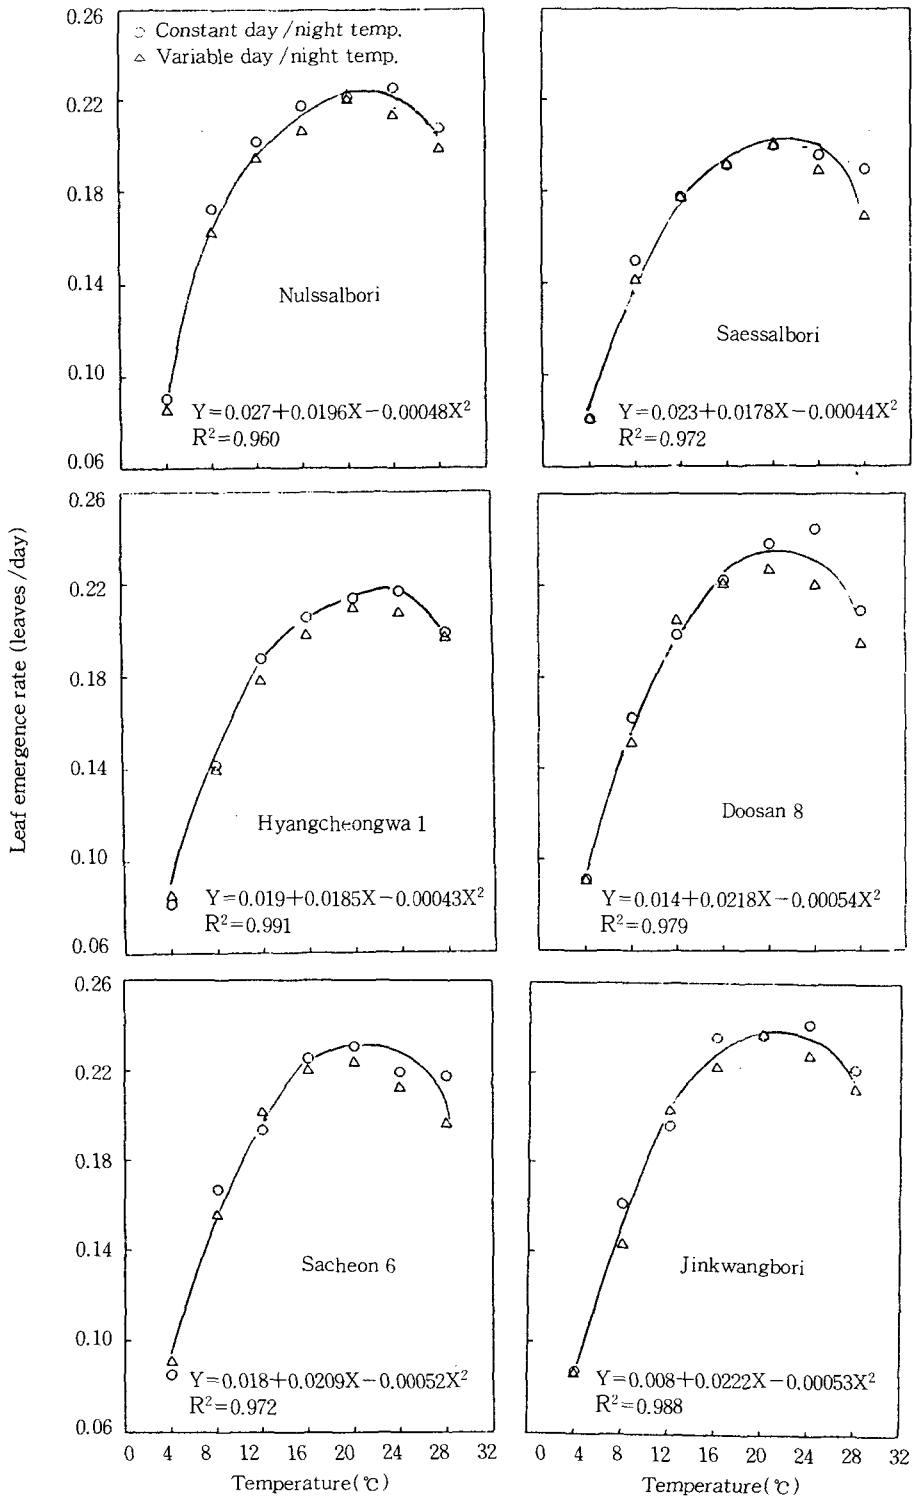 Leaf emergence rate (leaves/day)
0.26
0.22
0.18
0.14
0.10
0.06
○ Constant day/night temp.
△ Variable day/night temp.
Nulssalbori
Y=0.027+0.0196X−0.00048X²
R²=0.960
Saessalbori
Y=0.023+0.0178X−0.00044X²
R²=0.972
0.26
0.22
0.18
0.14
0.10
0.06
Hyangcheongwa 1
Y=0.019+0.0185X−0.00043X²
R²=0.991
Doosan 8
Y=0.014+0.0218X−0.00054X²
R²=0.979
0.26
0.22
0.18
0.14
0.10
0.06
Sacheon 6
Y=0.018+0.0209X−0.00052X²
R²=0.972
0 4 8 12 16 20 24 28 32
Temperature(℃)
Jinkwangbori
Y=0.008+0.0222X−0.00053X²
R²=0.988
0 4 8 12 16 20 24 28 32
Temperature(℃)